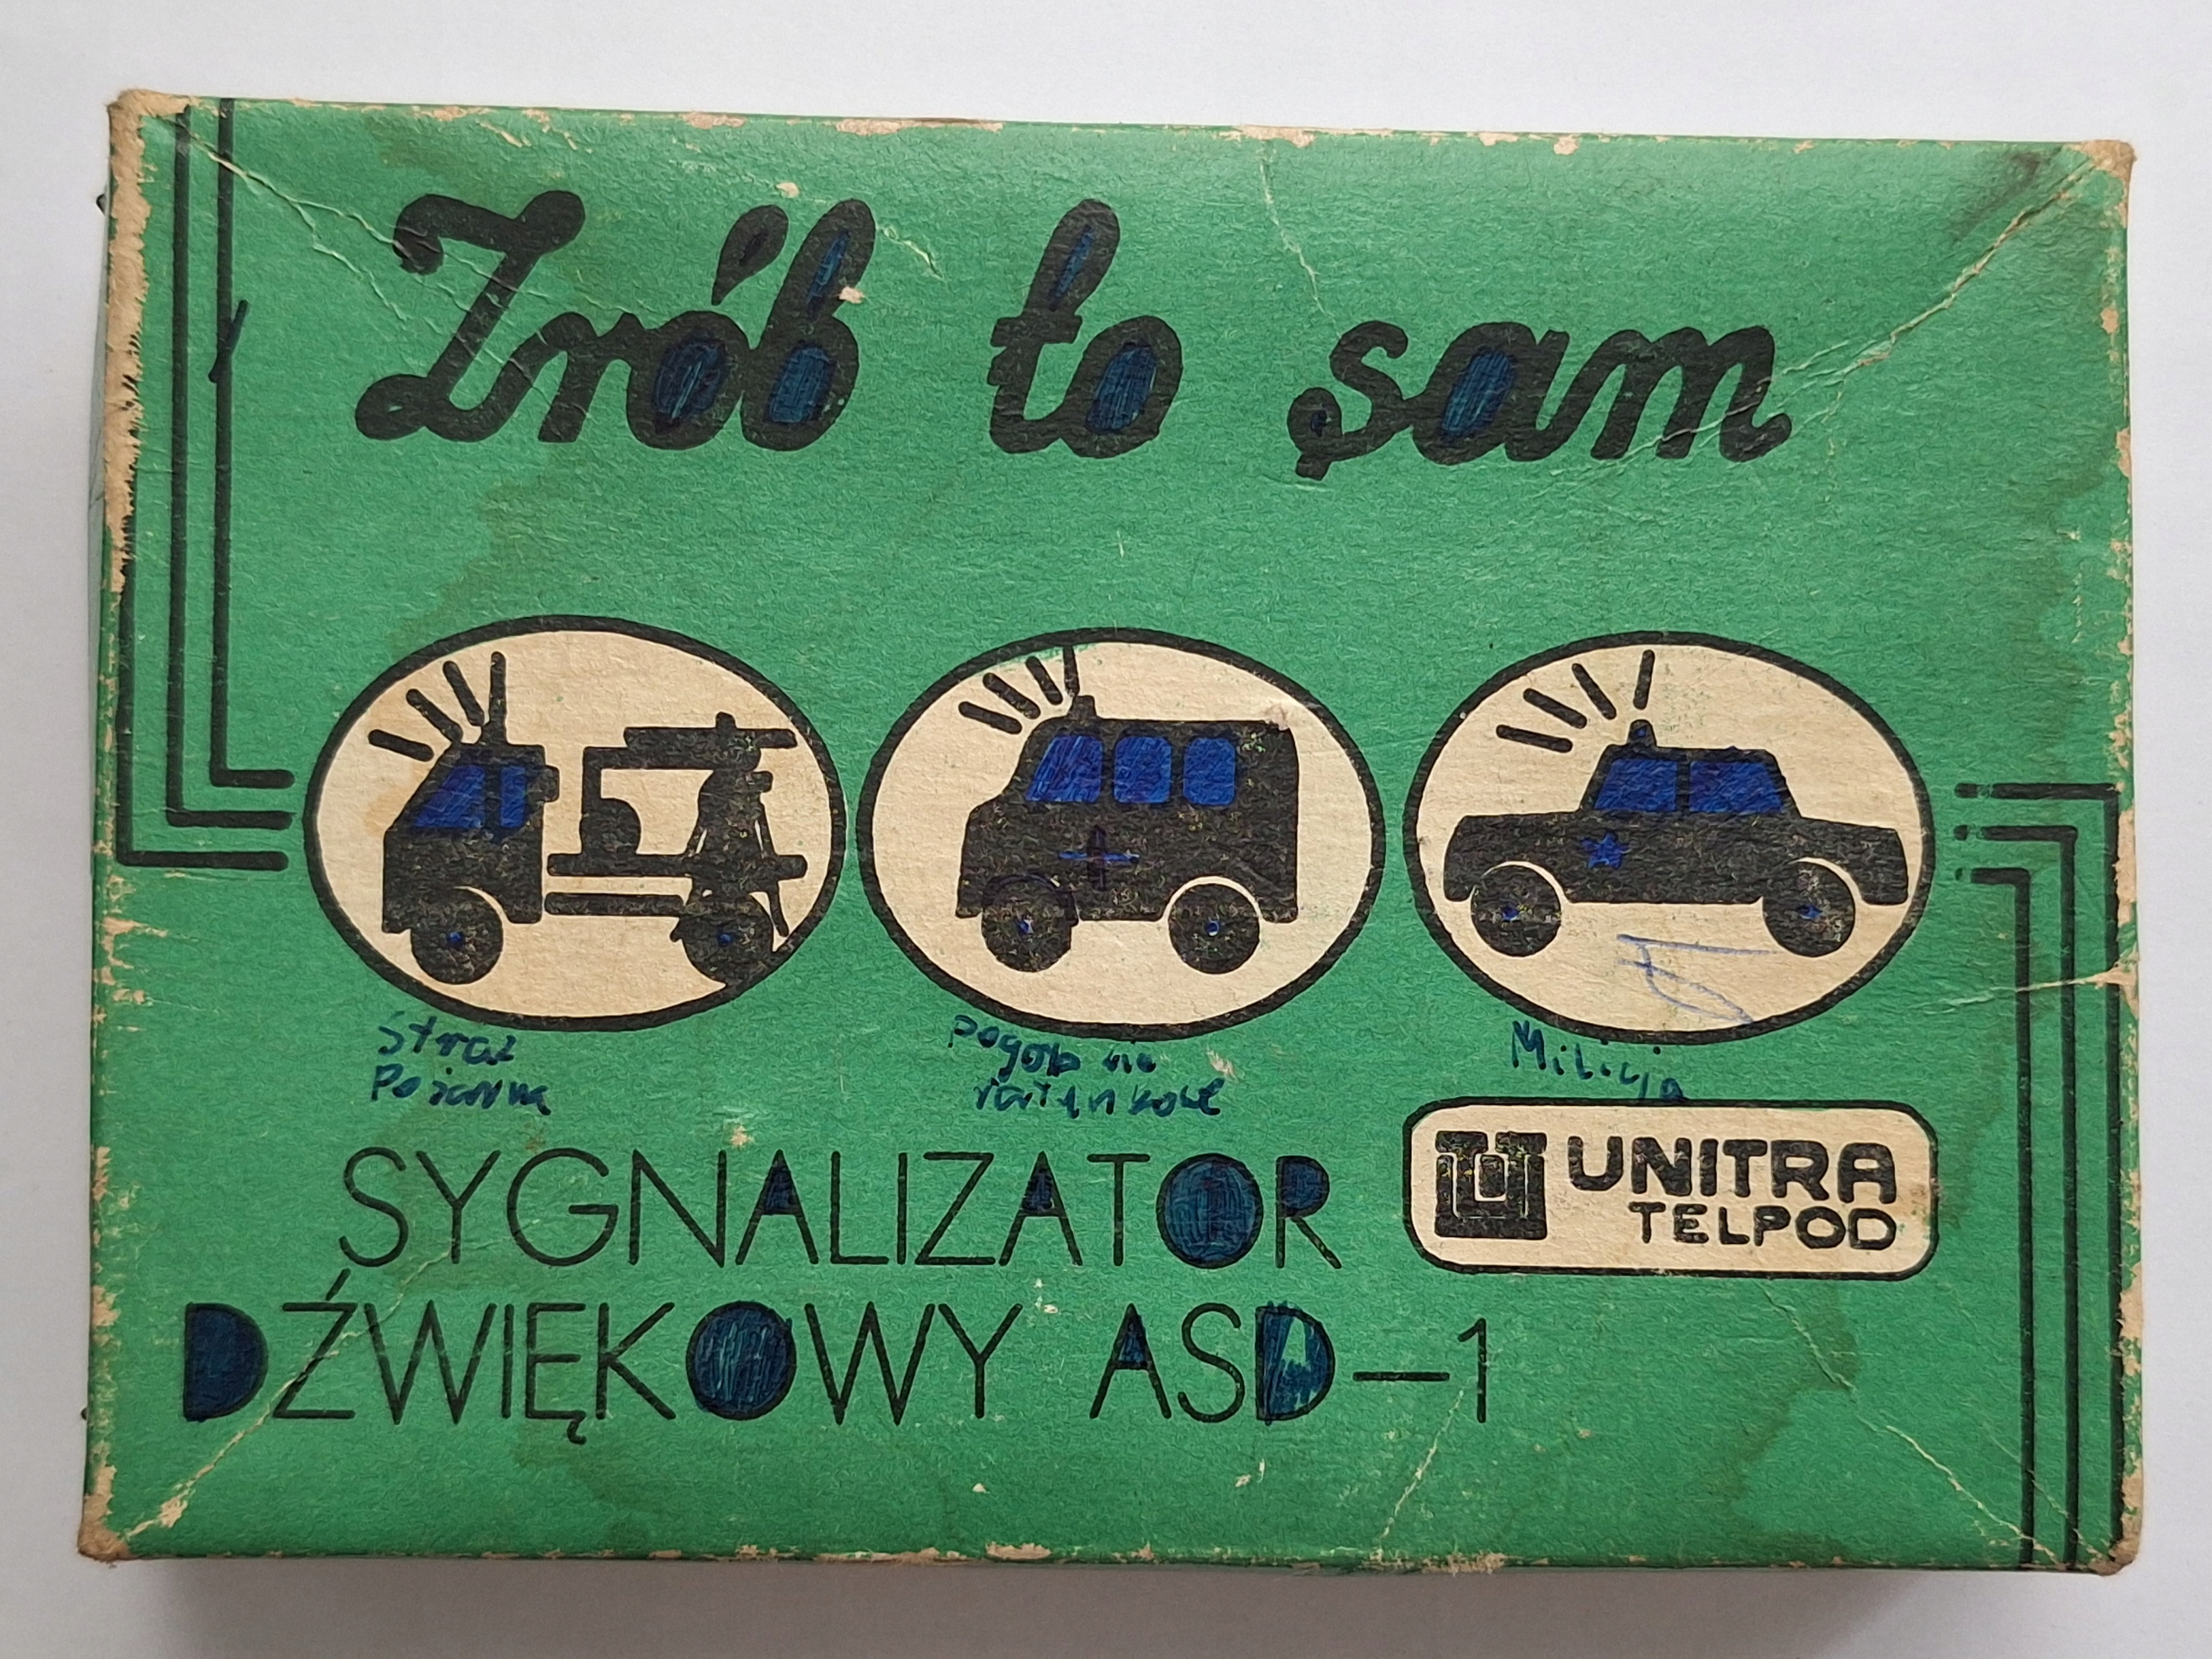 Zrób to sam
Straż
Pożarna
pogotowie
ratunkowe
Milicja
UNITRA
TELPOD
SYGNALIZATOR
DŹWIĘKOWY ASD-1